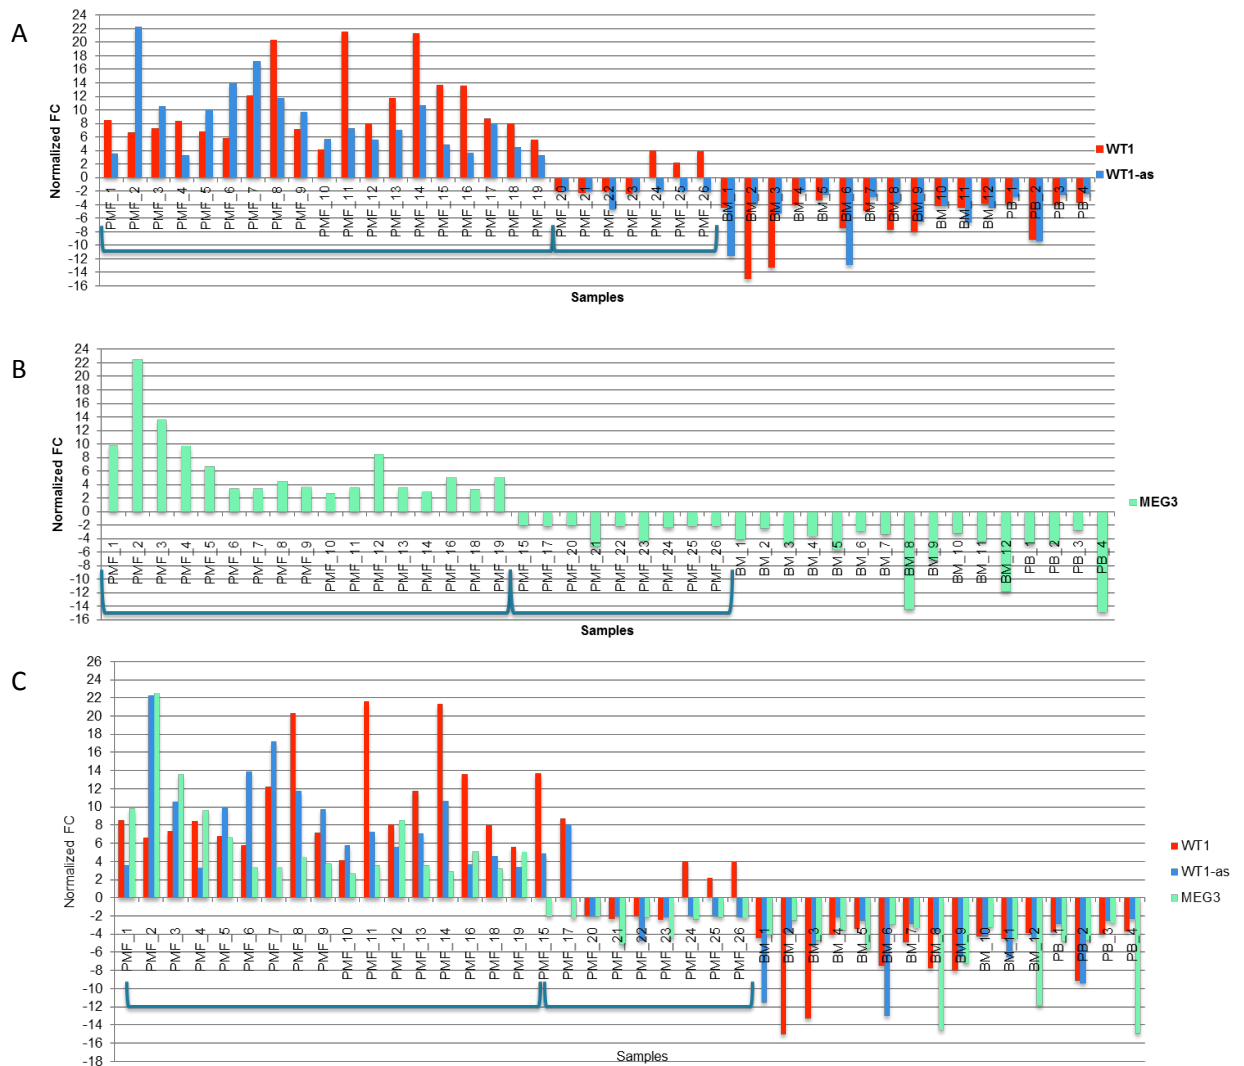 A
24
22
20
18
16
14
12
10
8
6
4
2
0
-2
-4
-6
-8
-10
-12
-14
-16
Normalized FC
PMF_1
PMF_2
PMF_3
PMF_4
PMF_5
PMF_6
PMF_7
PMF_8
PMF_9
PMF_10
PMF_11
PMF_12
PMF_13
PMF_14
PMF_15
PMF_16
PMF_17
PMF_18
PMF_19
PMF_20
PMF_21
PMF_22
PMF_23
PMF_24
PMF_25
PMF_26
BM_1
BM_2
BM_3
BM_4
BM_5
BM_6
BM_7
BM_8
BM_9
BM_10
BM_11
BM_12
PB_1
PB_2
PB_3
PB_4
WT1
WT1-as
Samples
B
24
22
20
18
16
14
12
10
8
6
4
2
0
-2
-4
-6
-8
-10
-12
-14
-16
Normalized FC
PMF_1
PMF_2
PMF_3
PMF_4
PMF_5
PMF_6
PMF_7
PMF_8
PMF_9
PMF_10
PMF_11
PMF_12
PMF_13
PMF_14
PMF_16
PMF_18
PMF_19
PMF_15
PMF_17
PMF_20
PMF_21
PMF_22
PMF_23
PMF_24
PMF_25
PMF_26
BM_1
BM_2
BM_3
BM_4
BM_5
BM_6
BM_7
BM_8
BM_9
BM_10
BM_11
BM_12
PB_1
PB_2
PB_3
PB_4
MEG3
Samples
C
26
24
22
20
18
16
14
12
10
8
6
4
2
0
-2
-4
-6
-8
-10
-12
-14
-16
-18
Normalized FC
PMF_1
PMF_2
PMF_3
PMF_4
PMF_5
PMF_6
PMF_7
PMF_8
PMF_9
PMF_10
PMF_11
PMF_12
PMF_13
PMF_14
PMF_16
PMF_18
PMF_19
PMF_15
PMF_17
PMF_20
PMF_21
PMF_22
PMF_23
PMF_24
PMF_25
PMF_26
BM_1
BM_2
BM_3
BM_4
BM_5
BM_6
BM_7
BM_8
BM_9
BM_10
BM_11
BM_12
PB_1
PB_2
PB_3
PB_4
WT1
WT1-as
MEG3
Samples